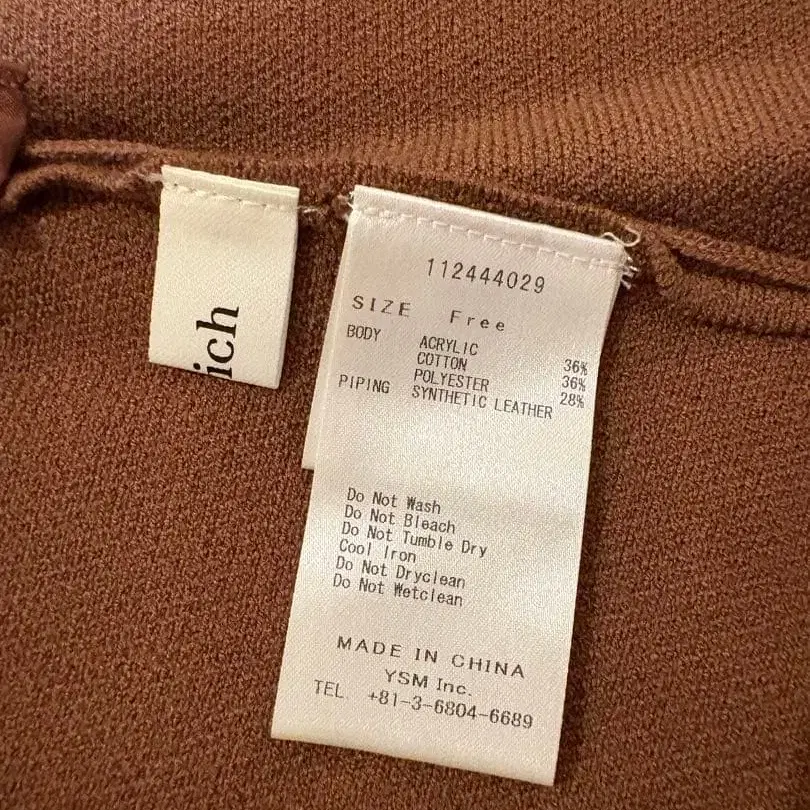 ich
112444029
SIZE Free
BODY ACRYLIC 36%
COTTON 36%
POLYESTER 28%
PIPING SYNTHETIC LEATHER
Do Not Wash
Do Not Bleach
Do Not Tumble Dry
Cool Iron
Do Not Dryclean
Do Not Wetclean
MADE IN CHINA
YSM Inc.
TEL +81-3-6804-6689